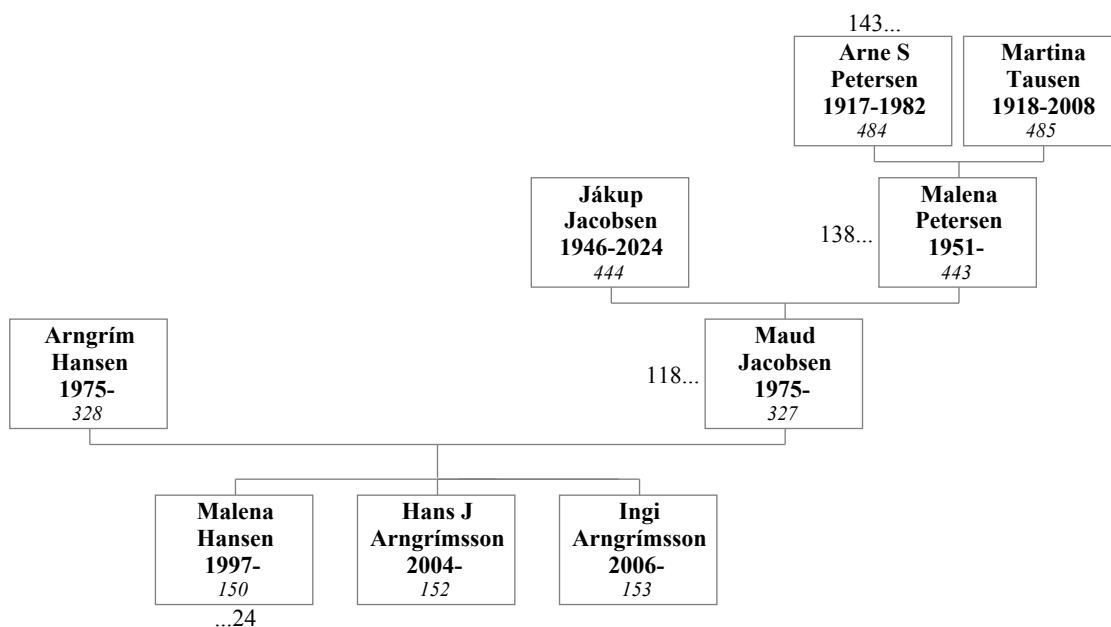 143...
Arne S
Petersen
1917-1982
484
Martina
Tausen
1918-2008
485
Jákup
Jacobsen
1946-2024
444
138...
Malena
Petersen
1951-
443
Arngrím
Hansen
1975-
328
118...
Maud
Jacobsen
1975-
327
Malena
Hansen
1997-
150
Hans J
Arngrímsson
2004-
152
Ingi
Arngrímsson
2006-
153
...24